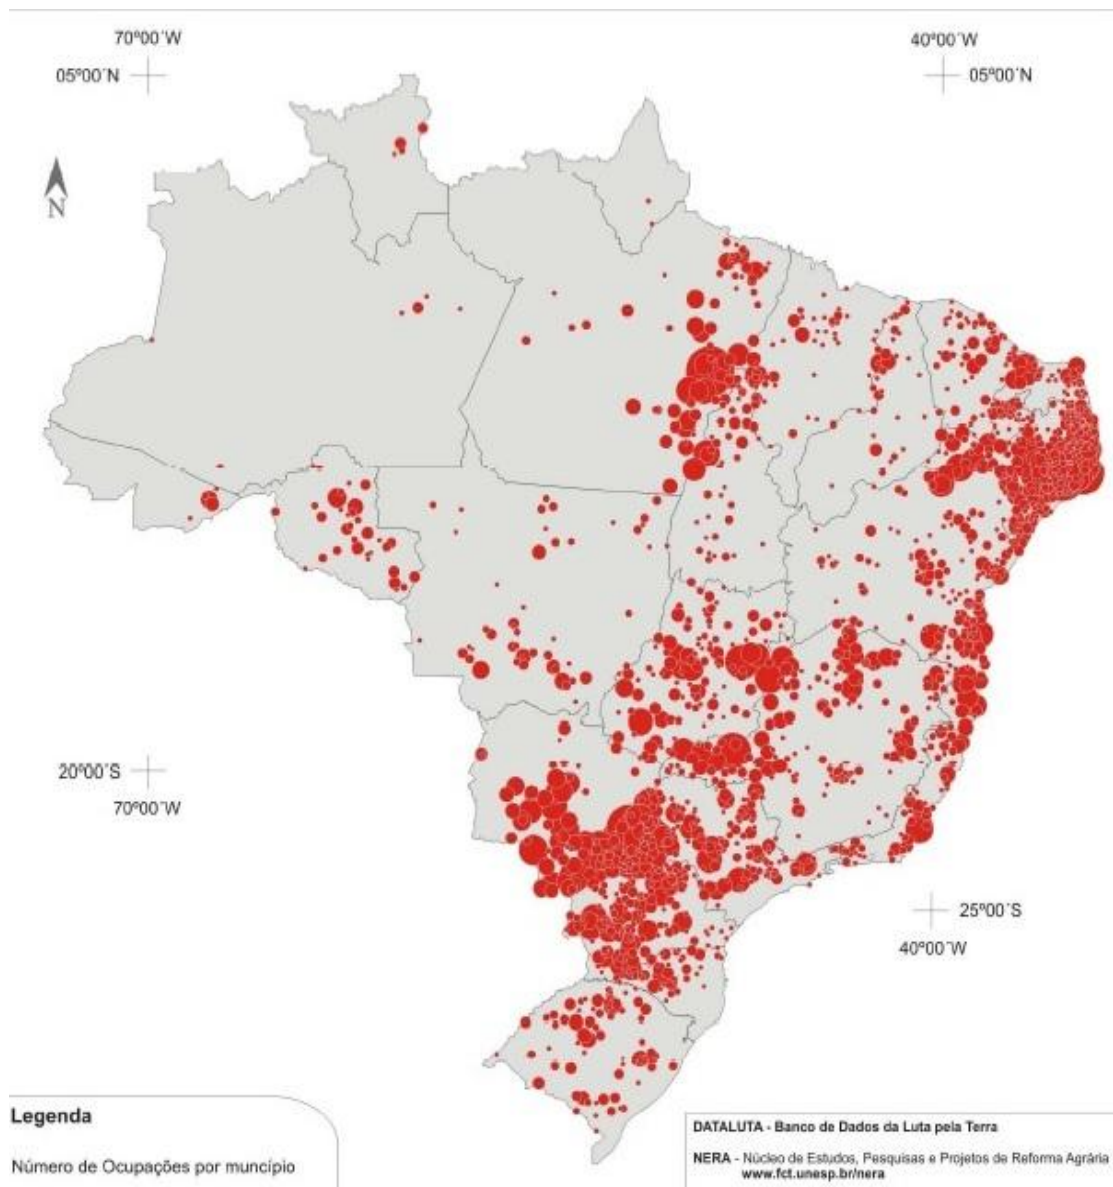 70º00´W
40º00´W
05º00´N
05º00´N
N
20º00´S
70º00´W
25º00´S
40º00´W
Legenda
Número de Ocupações por muncípio
DATALUTA - Banco de Dados da Luta pela Terra
NERA - Núcleo de Estudos, Pesquisas e Projetos de Reforma Agrária
www.fct.unesp.br/nera